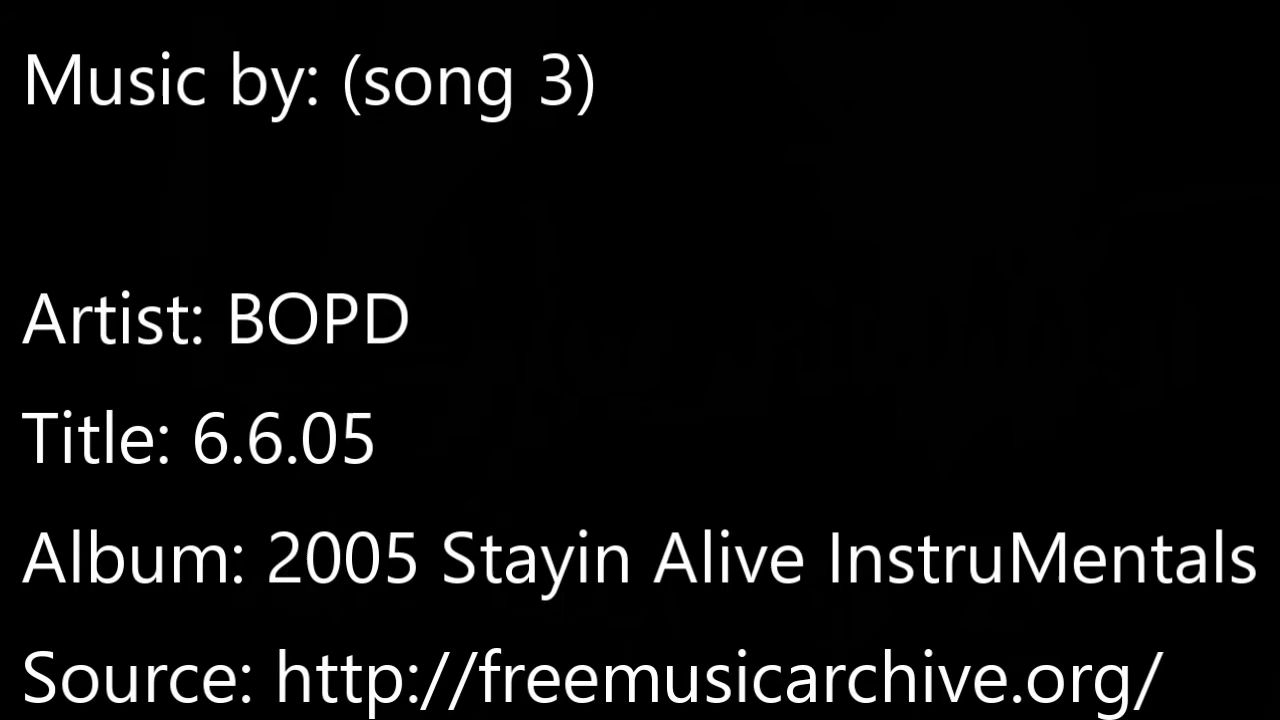 Music by: (song 3)
Artist: BOPD
Title: 6.6.05
Album: 2005 Stayin Alive InstruMentals
Source: http://freemusicarchive.org/